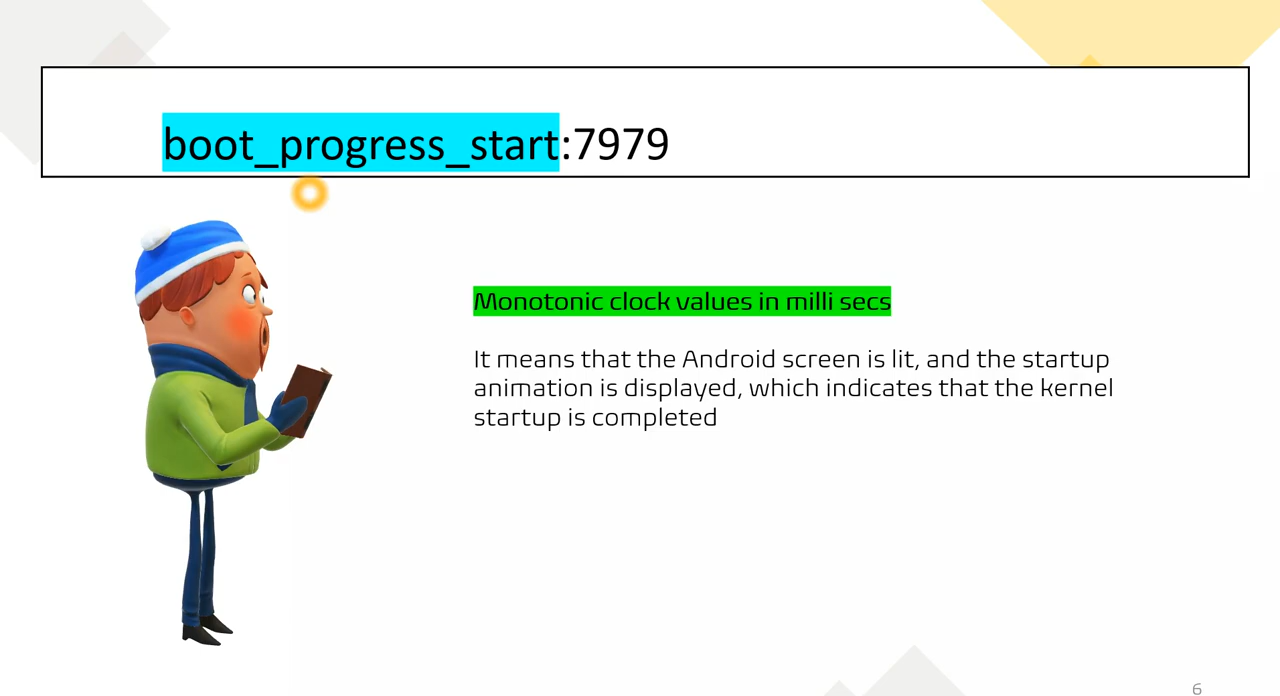 boot_progress_start:7979
Monotonic clock values in milli secs
It means that the Android screen is lit, and the startup
animation is displayed, which indicates that the kernel
startup is completed
6